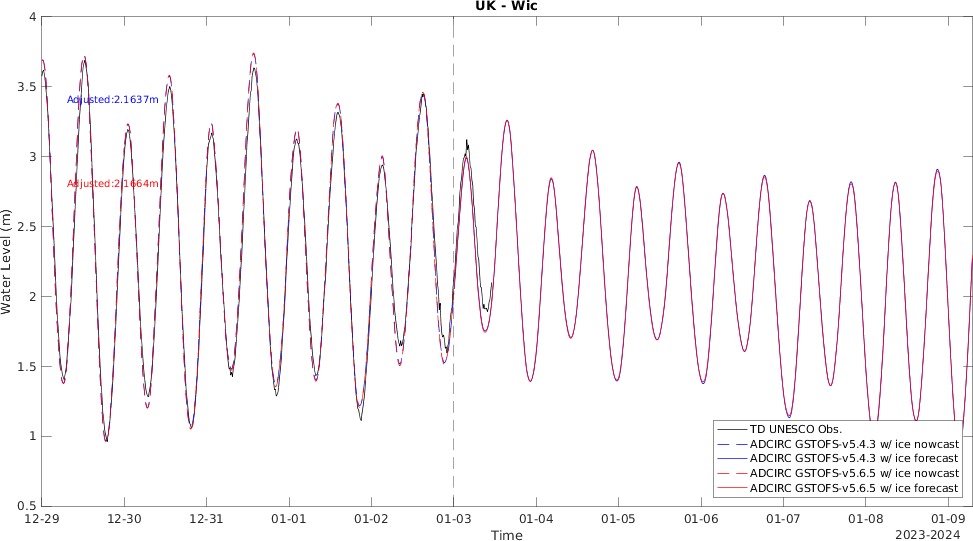 UK - Wic
4
3.5
3
2.5
2
1.5
1
0.5
Water Level (m)
Adjusted:2.1637m
Adjusted:2.1664m
TD UNESCO Obs.
ADCIRC GSTOFS-v5.4.3 w/ ice nowcast
ADCIRC GSTOFS-v5.4.3 w/ ice forecast
ADCIRC GSTOFS-v5.6.5 w/ ice nowcast
ADCIRC GSTOFS-v5.6.5 w/ ice forecast
12-29 12-30 12-31 01-01 01-02 01-03 01-04 01-05 01-06 01-07 01-08 01-09
Time
2023-2024